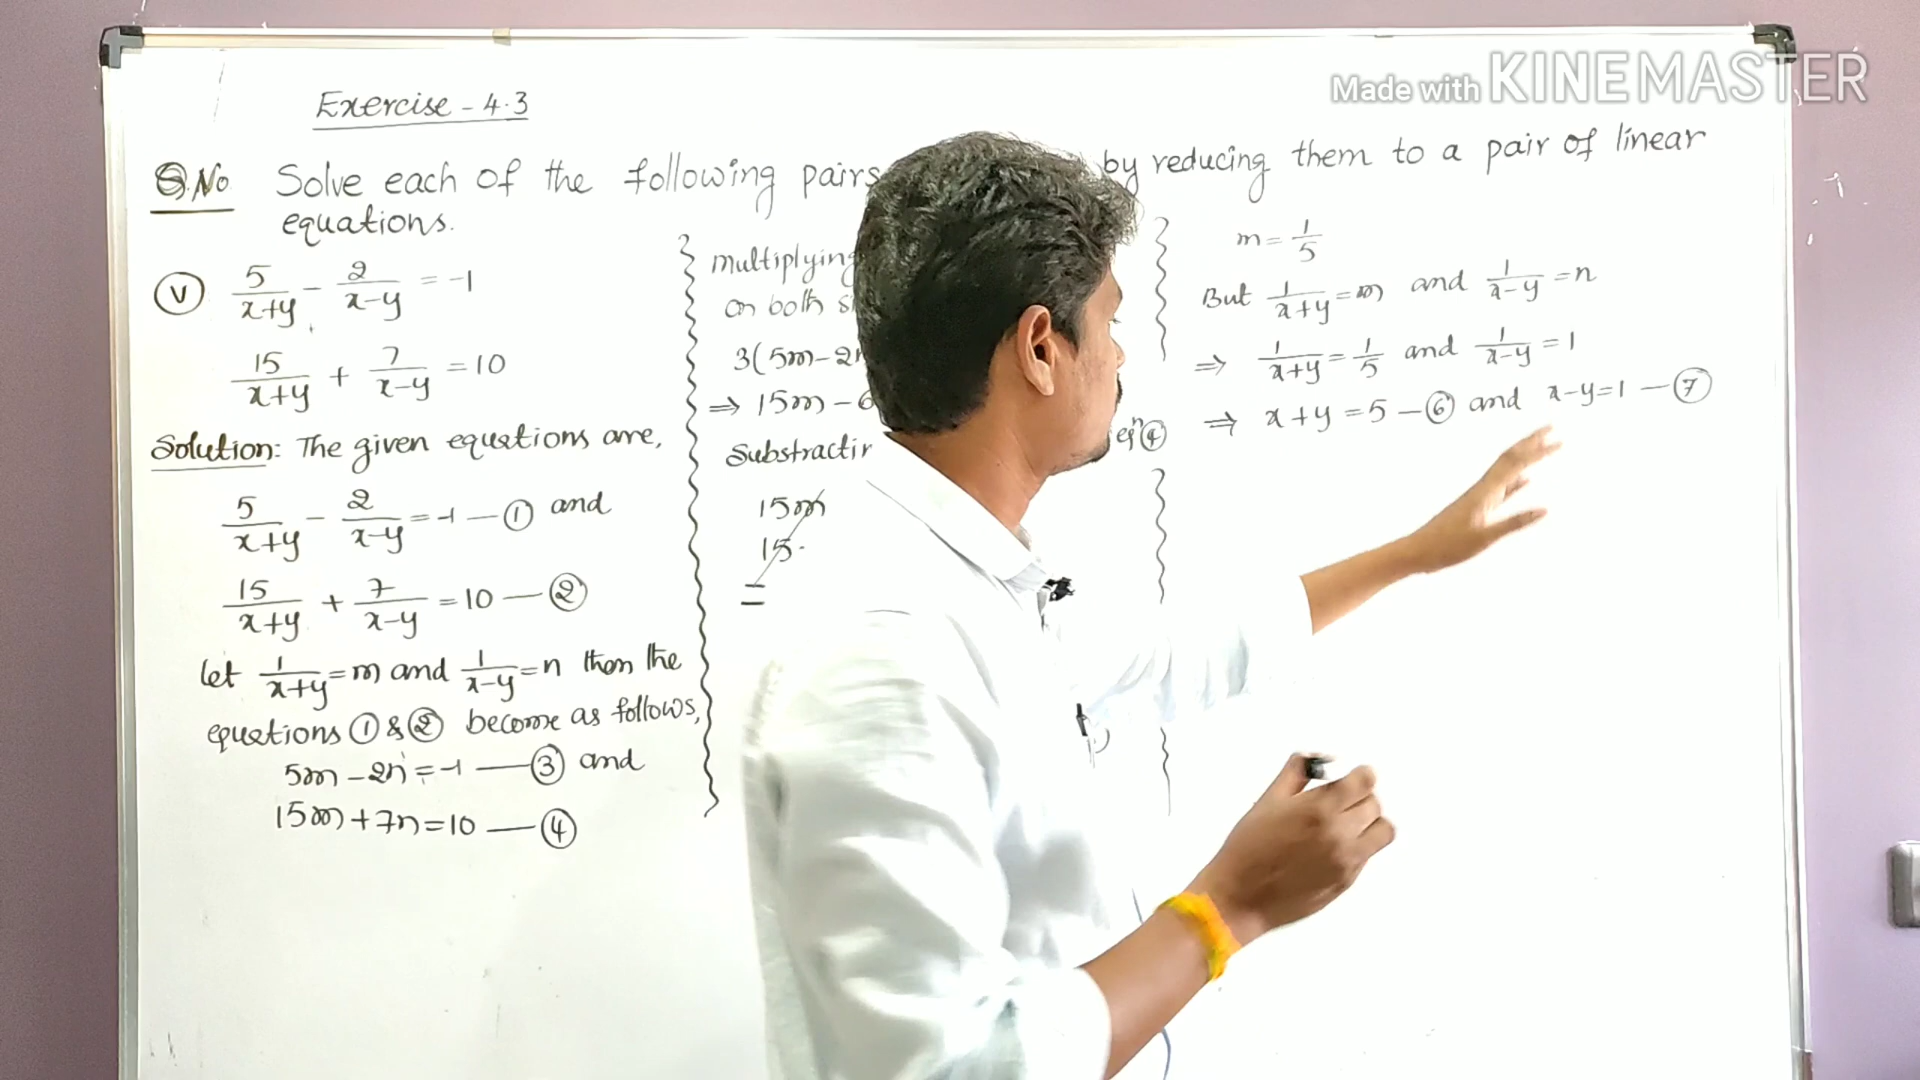 Made with KINEMASTER
Exercise - 4.3
Q.No Solve each of the following pairs by reducing them to a pair of linear
equations.
(V) 5/(x+y) - 2/(x-y) = -1
15/(x+y) + 7/(x-y) = 10
Solution: The given equations are,
5/(x+y) - 2/(x-y) = -1 — (1) and
15/(x+y) + 7/(x-y) = 10 — (2)
let 1/(x+y) = m and 1/(x-y) = n then the
equations (1) & (2) become as follows,
5m - 2n = -1 — (3) and
15m + 7n = 10 — (4)
multiplying
on both
3(5m - 2
⇒ 15m - 6
Substractin eqn (4)
15m
15
m = 1/5
But 1/(x+y) = m and 1/(x-y) = n
⇒ 1/(x+y) = 1/5 and 1/(x-y) = 1
⇒ x+y = 5 - (6) and x-y = 1 - (7)